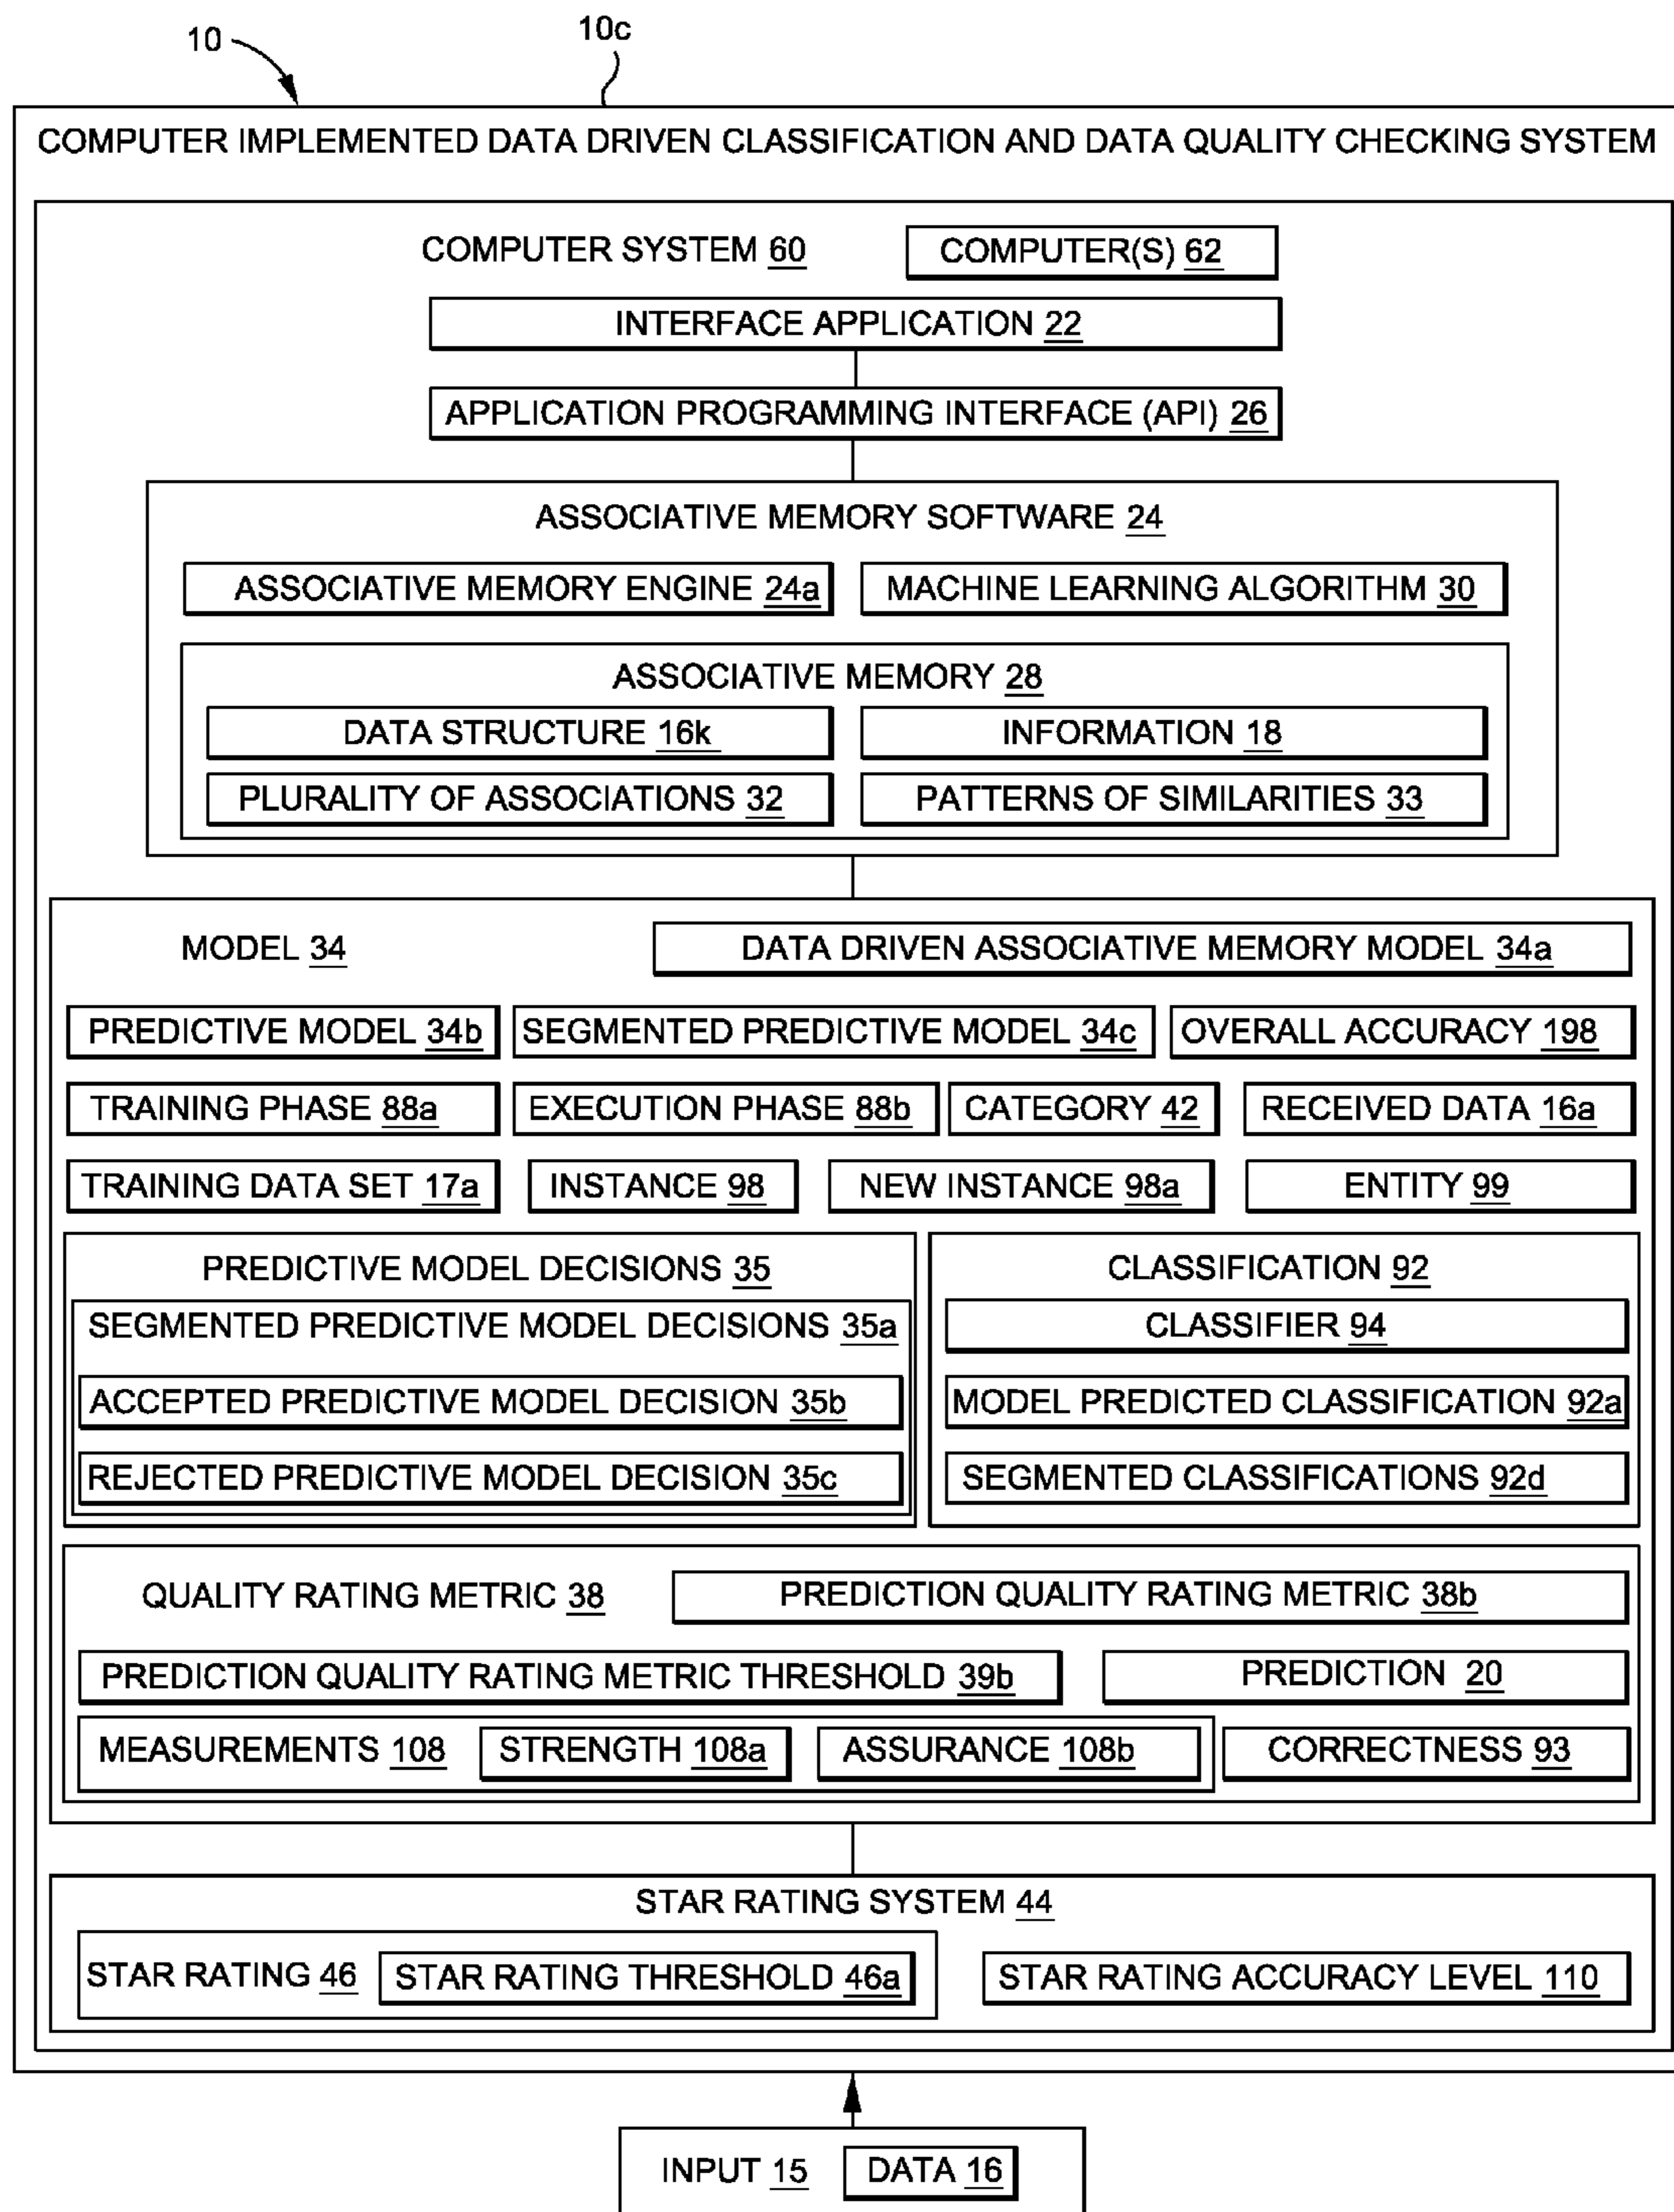 10
10c
COMPUTER IMPLEMENTED DATA DRIVEN CLASSIFICATION AND DATA QUALITY CHECKING SYSTEM
COMPUTER SYSTEM 60
COMPUTER(S) 62
INTERFACE APPLICATION 22
APPLICATION PROGRAMMING INTERFACE (API) 26
ASSOCIATIVE MEMORY SOFTWARE 24
ASSOCIATIVE MEMORY ENGINE 24a
MACHINE LEARNING ALGORITHM 30
ASSOCIATIVE MEMORY 28
DATA STRUCTURE 16k
INFORMATION 18
PLURALITY OF ASSOCIATIONS 32
PATTERNS OF SIMILARITIES 33
MODEL 34
DATA DRIVEN ASSOCIATIVE MEMORY MODEL 34a
PREDICTIVE MODEL 34b
SEGMENTED PREDICTIVE MODEL 34c
OVERALL ACCURACY 198
TRAINING PHASE 88a
EXECUTION PHASE 88b
CATEGORY 42
RECEIVED DATA 16a
TRAINING DATA SET 17a
INSTANCE 98
NEW INSTANCE 98a
ENTITY 99
PREDICTIVE MODEL DECISIONS 35
SEGMENTED PREDICTIVE MODEL DECISIONS 35a
ACCEPTED PREDICTIVE MODEL DECISION 35b
REJECTED PREDICTIVE MODEL DECISION 35c
CLASSIFICATION 92
CLASSIFIER 94
MODEL PREDICTED CLASSIFICATION 92a
SEGMENTED CLASSIFICATIONS 92d
QUALITY RATING METRIC 38
PREDICTION QUALITY RATING METRIC 38b
PREDICTION QUALITY RATING METRIC THRESHOLD 39b
PREDICTION 20
MEASUREMENTS 108
STRENGTH 108a
ASSURANCE 108b
CORRECTNESS 93
STAR RATING SYSTEM 44
STAR RATING 46
STAR RATING THRESHOLD 46a
STAR RATING ACCURACY LEVEL 110
INPUT 15
DATA 16